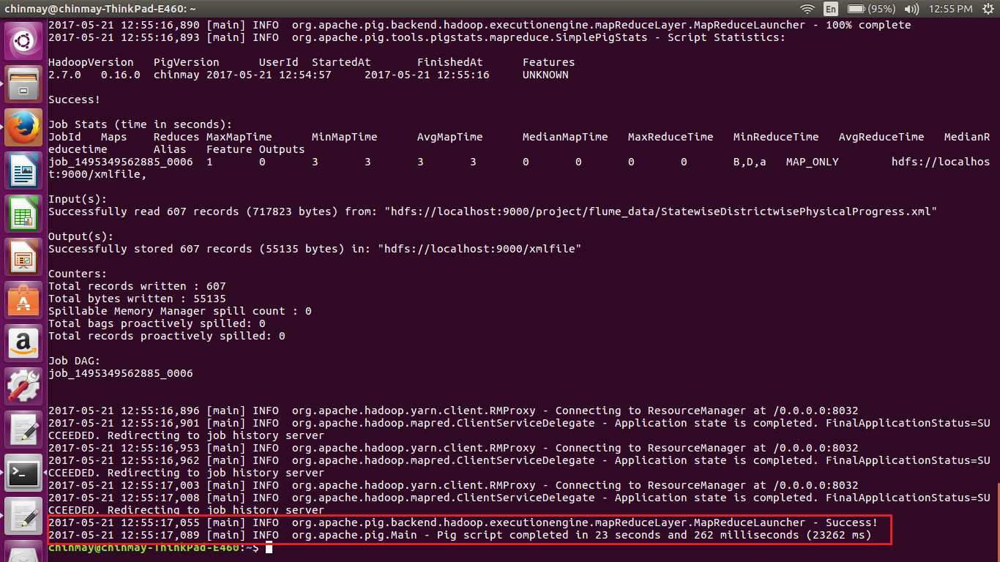 chinmay@chinmay-ThinkPad-E460: ~
En (95%) 12:55 PM
2017-05-21 12:55:16,890 [main] INFO  org.apache.pig.backend.hadoop.executionengine.mapReduceLayer.MapReduceLauncher - 100% complete
2017-05-21 12:55:16,893 [main] INFO  org.apache.pig.tools.pigstats.mapreduce.SimplePigStats - Script Statistics:
HadoopVersion   PigVersion      UserId  StartedAt       FinishedAt      Features
2.7.0   0.16.0  chinmay 2017-05-21 12:54:57     2017-05-21 12:55:16     UNKNOWN
Success!
Job Stats (time in seconds):
JobId   Maps    Reduces MaxMapTime      MinMapTime      AvgMapTime      MedianMapTime   MaxReduceTime   MinReduceTime   AvgReduceTime   MedianR
educetime       Alias   Feature Outputs
job_1495349562885_0006  1       0       3       3       3       3       0       0       0       0       B,D,a   MAP_ONLY        hdfs://localhos
t:9000/xmlfile,
Input(s):
Successfully read 607 records (717823 bytes) from: "hdfs://localhost:9000/project/flume_data/StatewiseDistrictwisePhysicalProgress.xml"
Output(s):
Successfully stored 607 records (55135 bytes) in: "hdfs://localhost:9000/xmlfile"
Counters:
Total records written : 607
Total bytes written : 55135
Spillable Memory Manager spill count : 0
Total bags proactively spilled: 0
Total records proactively spilled: 0
Job DAG:
job_1495349562885_0006
2017-05-21 12:55:16,896 [main] INFO  org.apache.hadoop.yarn.client.RMProxy - Connecting to ResourceManager at /0.0.0.0:8032
2017-05-21 12:55:16,901 [main] INFO  org.apache.hadoop.mapred.ClientServiceDelegate - Application state is completed. FinalApplicationStatus=SU
CCEEDED. Redirecting to job history server
2017-05-21 12:55:16,953 [main] INFO  org.apache.hadoop.yarn.client.RMProxy - Connecting to ResourceManager at /0.0.0.0:8032
2017-05-21 12:55:16,962 [main] INFO  org.apache.hadoop.mapred.ClientServiceDelegate - Application state is completed. FinalApplicationStatus=SU
CCEEDED. Redirecting to job history server
2017-05-21 12:55:17,003 [main] INFO  org.apache.hadoop.yarn.client.RMProxy - Connecting to ResourceManager at /0.0.0.0:8032
2017-05-21 12:55:17,008 [main] INFO  org.apache.hadoop.mapred.ClientServiceDelegate - Application state is completed. FinalApplicationStatus=SU
CCEEDED. Redirecting to job history server
2017-05-21 12:55:17,055 [main] INFO  org.apache.pig.backend.hadoop.executionengine.mapReduceLayer.MapReduceLauncher - Success!
2017-05-21 12:55:17,089 [main] INFO  org.apache.pig.Main - Pig script completed in 23 seconds and 262 milliseconds (23262 ms)
chinmay@chinmay-ThinkPad-E460:~$